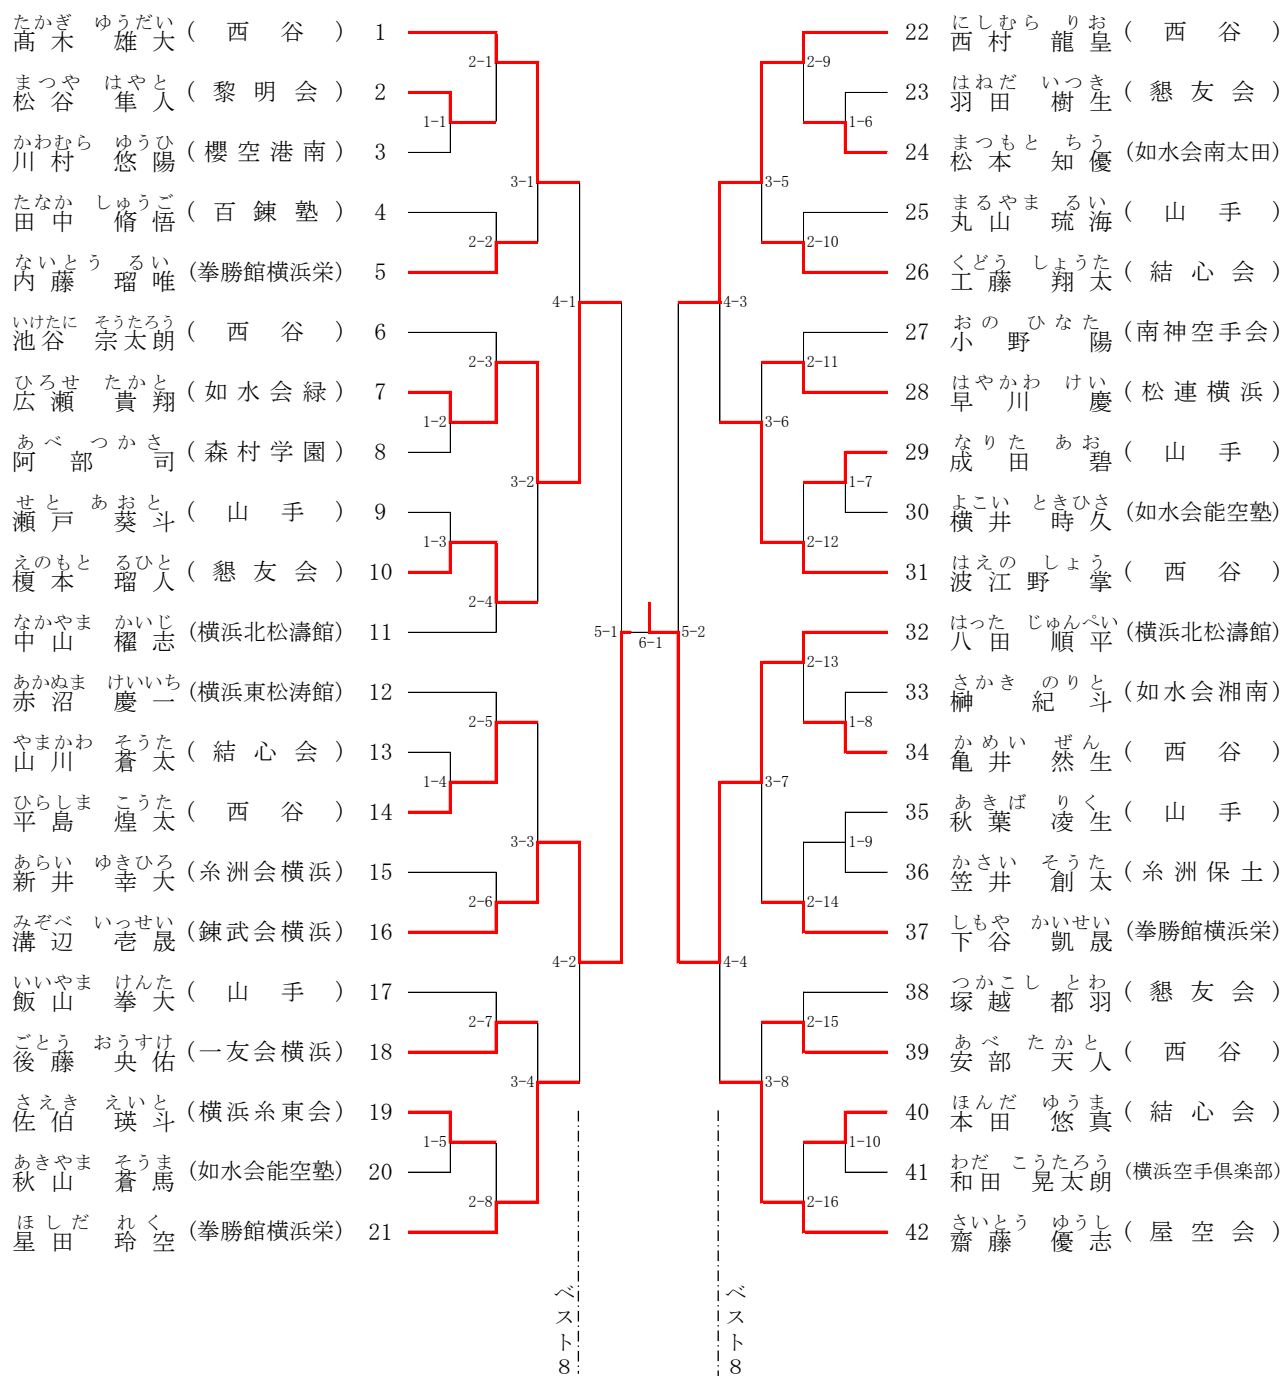 たかぎ ゆうだい
髙木 雄大 (西谷) 1
まつや はやと
松谷 隼人 (黎明会) 2
1-1
かわむら ゆうひ
川村 悠陽 (櫻空港南) 3
2-1
たなか しゅうご
田中 脩悟 (百錬塾) 4
2-2
ないとう るい
内藤 瑠唯 (拳勝館横浜栄) 5
3-1
いけたに そうたろう
池谷 宗太朗 (西谷) 6
2-3
ひろせ たかと
広瀬 貴翔 (如水会緑) 7
1-2
あべ つかさ
阿部 司 (森村学園) 8
3-2
せと あおと
瀬戸 葵斗 (山手) 9
1-3
えのもと るひと
榎本 瑠人 (懇友会) 10
2-4
なかやま かいじ
中山 櫂志 (横浜北松濤館) 11
4-1
あかぬま けいいち
赤沼 慶一 (横浜東松涛館) 12
2-5
やまかわ そうた
山川 蒼太 (結心会) 13
1-4
ひらしま こうた
平島 煌太 (西谷) 14
3-3
あらい ゆきひろ
新井 幸大 (糸洲会横浜) 15
2-6
みぞべ いっせい
溝辺 壱晟 (錬武会横浜) 16
4-2
いいやま けんた
飯山 拳大 (山手) 17
2-7
ごとう おうすけ
後藤 央佑 (一友会横浜) 18
3-4
さえき えいと
佐伯 瑛斗 (横浜糸東会) 19
1-5
あきやま そうま
秋山 蒼馬 (如水会能空塾) 20
2-8
ほしだ れく
星田 玲空 (拳勝館横浜栄) 21
5-1
6-1
5-2
ベスト8
ベスト8
にしむら りお
22 西村 龍皇 (西谷)
2-9
はねだ いつき
23 羽田 樹生 (懇友会)
1-6
まつもと ちう
24 松本 知優 (如水会南太田)
3-5
まるやま るい
25 丸山 琉海 (山手)
2-10
くどう しょうた
26 工藤 翔太 (結心会)
4-3
おの ひなた
27 小野 陽 (南神空手会)
2-11
はやかわ けい
28 早川 慶 (松連横浜)
3-6
なりた あお
29 成田 碧 (山手)
1-7
よこい ときひさ
30 横井 時久 (如水会能空塾)
2-12
はえの しょう
31 波江野 掌 (西谷)
はった じゅんぺい
32 八田 順平 (横浜北松濤館)
2-13
さかき のりと
33 榊 紀斗 (如水会湘南)
1-8
かめい ぜん
34 亀井 然生 (西谷)
3-7
あきば りく
35 秋葉 凌生 (山手)
1-9
かさい そうた
36 笠井 創太 (糸洲保土)
2-14
しもや かいせい
37 下谷 凱晟 (拳勝館横浜栄)
4-4
つかこし とわ
38 塚越 都羽 (懇友会)
2-15
あべ たかと
39 安部 天人 (西谷)
3-8
ほんだ ゆうま
40 本田 悠真 (結心会)
1-10
わだ こうたろう
41 和田 晃太朗 (横浜空手倶楽部)
2-16
さいとう ゆうし
42 齋藤 優志 (屋空会)